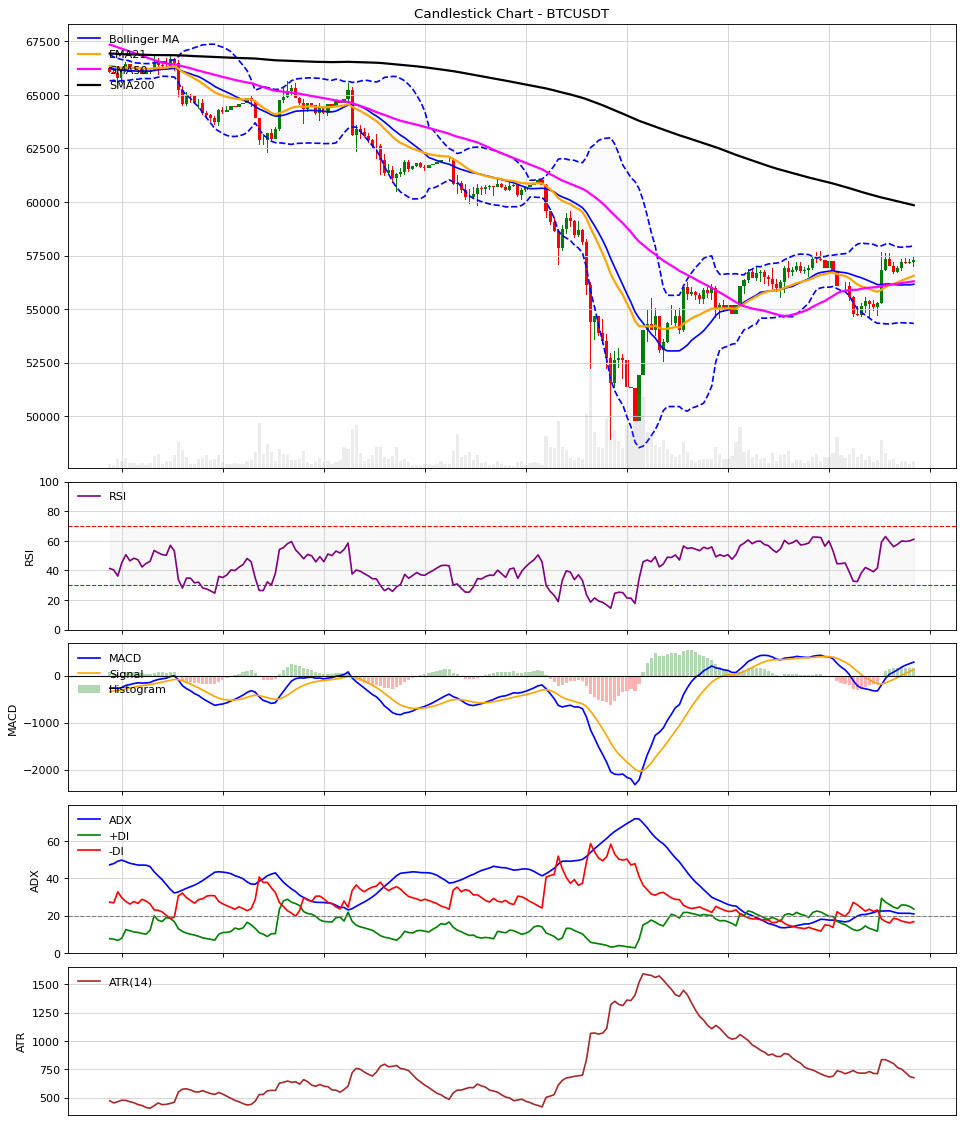 Candlestick Chart - BTCUSDT
67500
65000
62500
60000
57500
55000
52500
50000
Bollinger MA
EMA21
SMA50
SMA200
100
80
60
40
20
0
RSI
RSI
0
−1000
−2000
MACD
MACD
Signal
Histogram
60
40
20
0
ADX
ADX
+DI
-DI
1500
1250
1000
750
500
ATR
ATR(14)